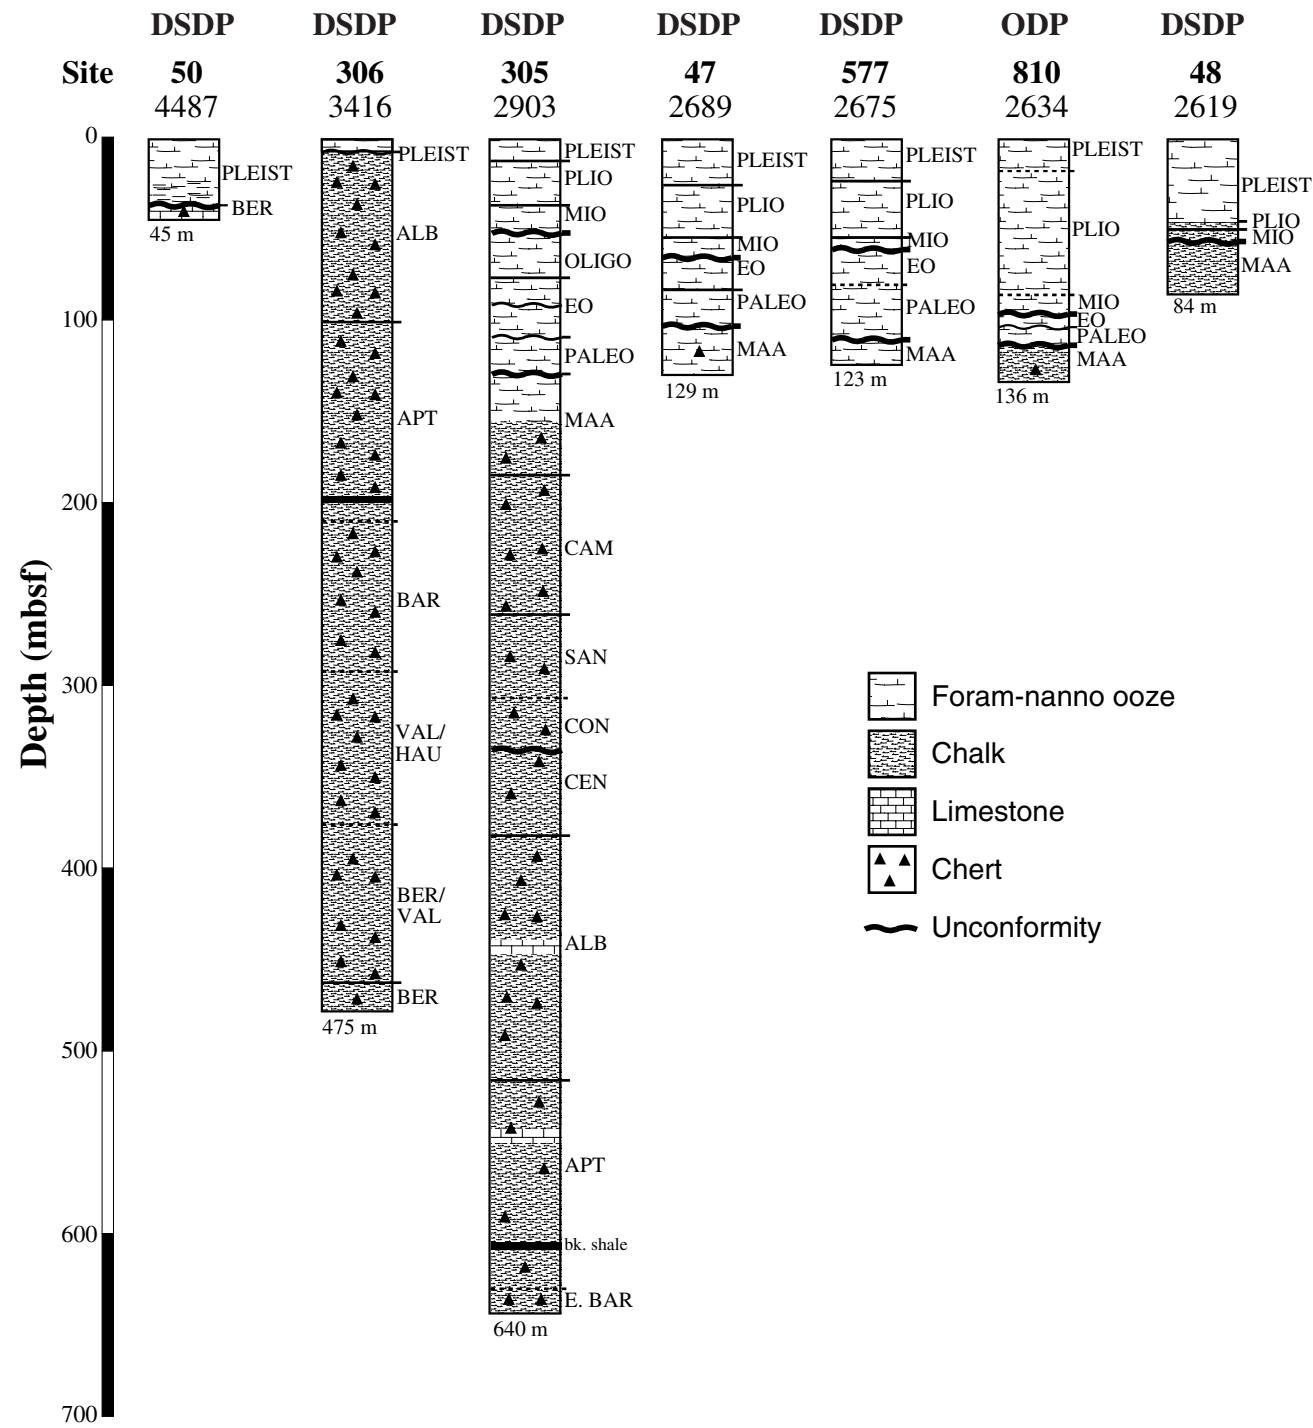 DSDP DSDP DSDP DSDP DSDP ODP DSDP
Site 50 306 305 47 577 810 48
4487 3416 2903 2689 2675 2634 2619
Depth (mbsf)
0
100
200
300
400
500
600
700
PLEIST
BER
45 m
PLEIST
ALB
APT
BAR
VAL/
HAU
BER/
VAL
BER
475 m
PLEIST
PLIO
MIO
OLIGO
EO
PALEO
MAA
CAM
SAN
CON
CEN
ALB
APT
bk. shale
E. BAR
640 m
PLEIST
PLIO
MIO
EO
PALEO
MAA
129 m
PLEIST
PLIO
MIO
EO
PALEO
MAA
123 m
PLEIST
PLIO
MIO
EO
PALEO
MAA
136 m
PLEIST
PLIO
MIO
MAA
84 m
Foram-nanno ooze
Chalk
Limestone
Chert
Unconformity